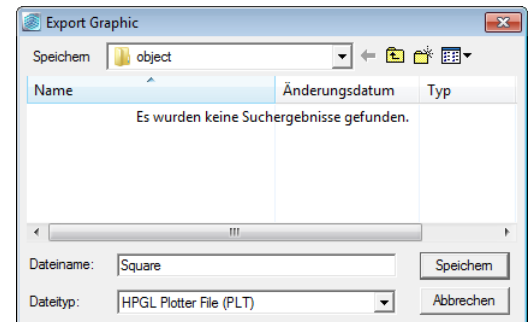 Export Graphic
Speichern object
Name Änderungsdatum Typ
Es wurden keine Suchergebnisse gefunden.
Dateiname: Square Speichern
Dateityp: HPGL Plotter File (PLT) Abbrechen